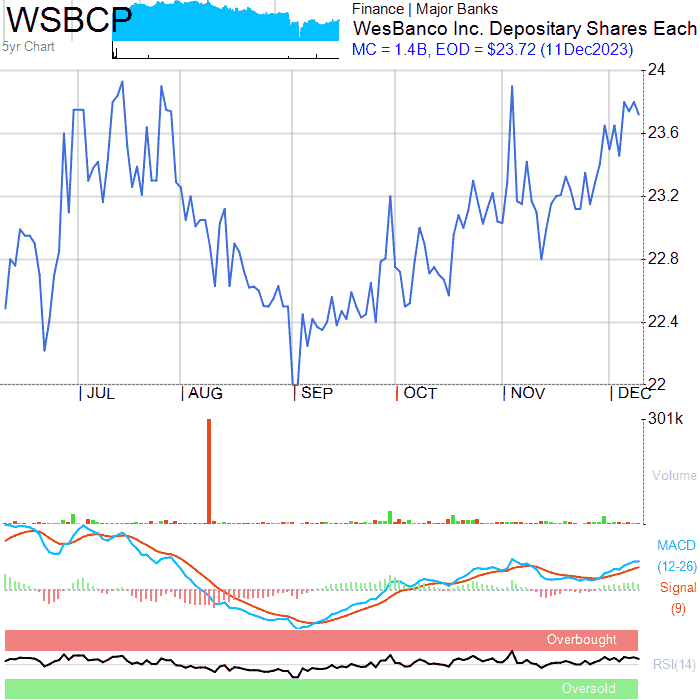 WSBCP
5yr Chart
Finance | Major Banks
WesBanco Inc. Depositary Shares Each
MC = 1.4B, EOD = $23.72 (11Dec2023)
24
23.6
23.2
22.8
22.4
22
JUL AUG SEP OCT NOV DEC
301k
Volume
MACD
(12-26)
Signal
(9)
Overbought
RSI(14)
Oversold